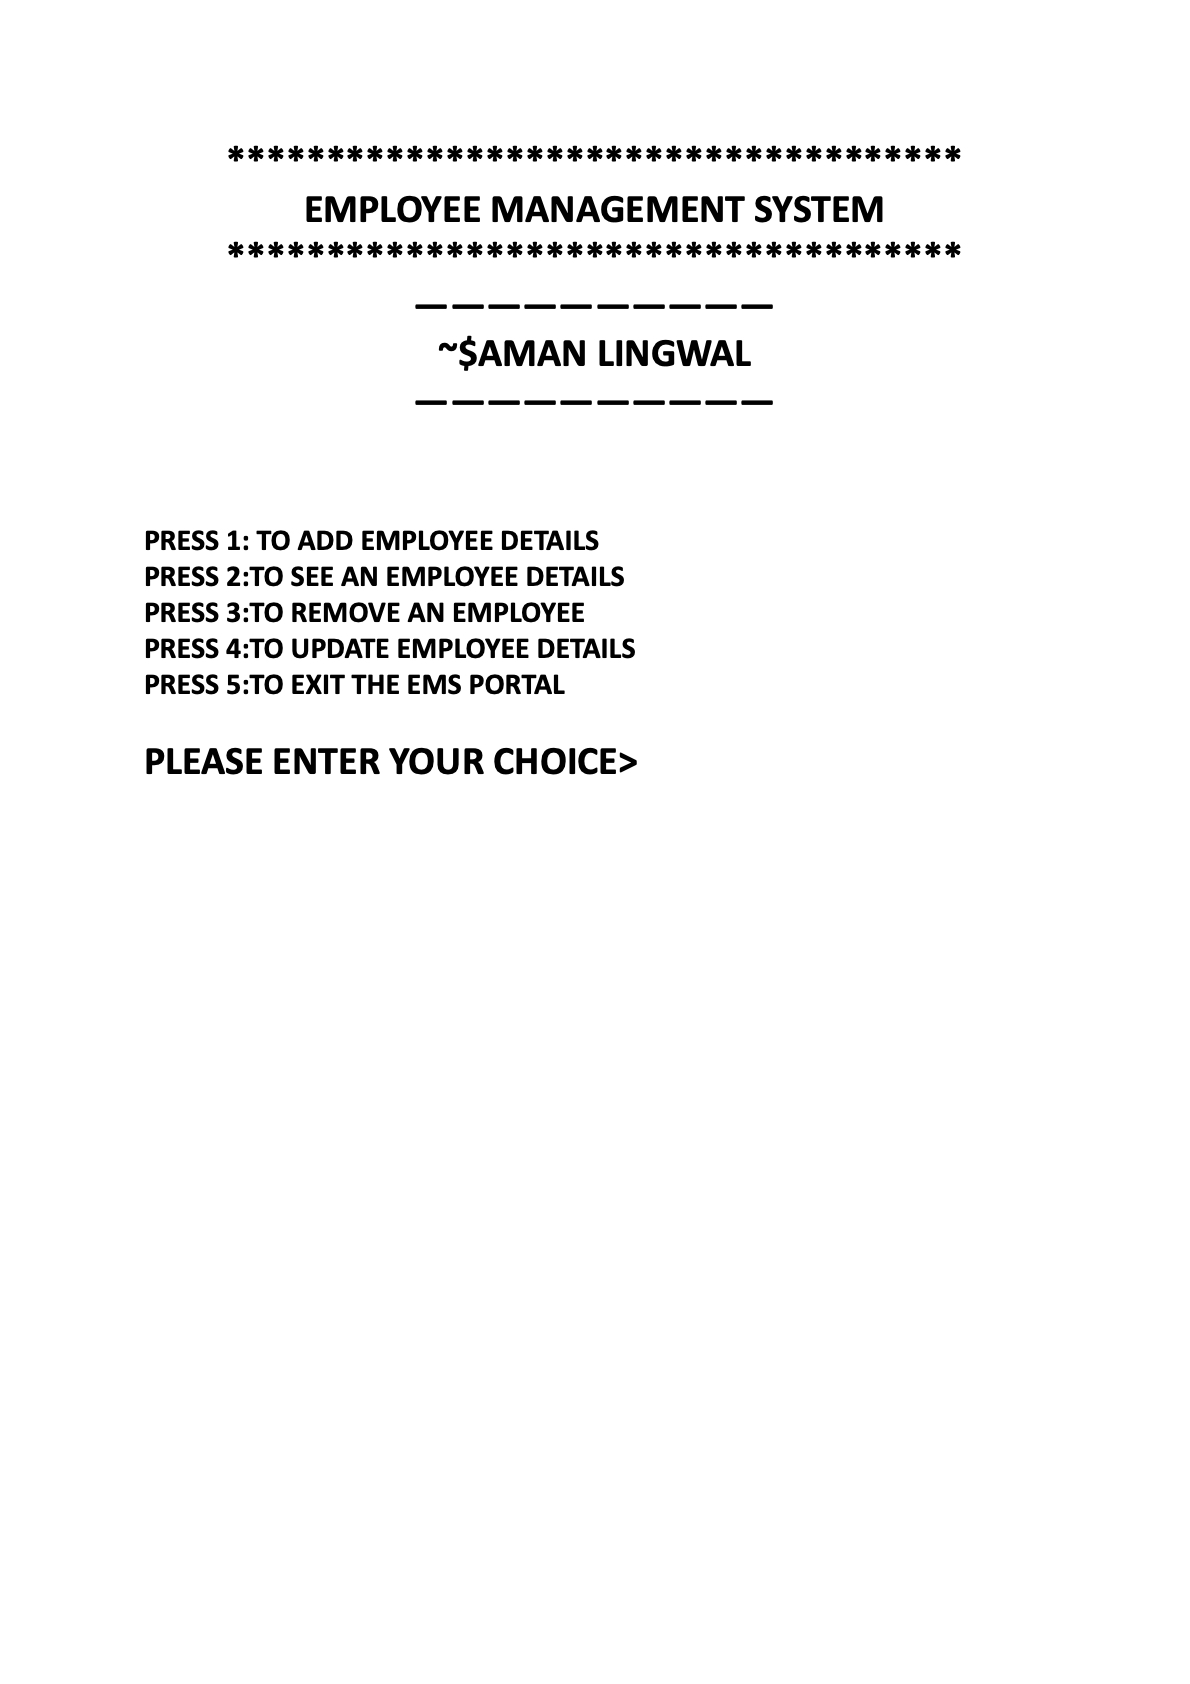 *************************************
EMPLOYEE MANAGEMENT SYSTEM
*************************************
——————————
~$AMAN LINGWAL
——————————
PRESS 1: TO ADD EMPLOYEE DETAILS
PRESS 2:TO SEE AN EMPLOYEE DETAILS
PRESS 3:TO REMOVE AN EMPLOYEE
PRESS 4:TO UPDATE EMPLOYEE DETAILS
PRESS 5:TO EXIT THE EMS PORTAL
PLEASE ENTER YOUR CHOICE>